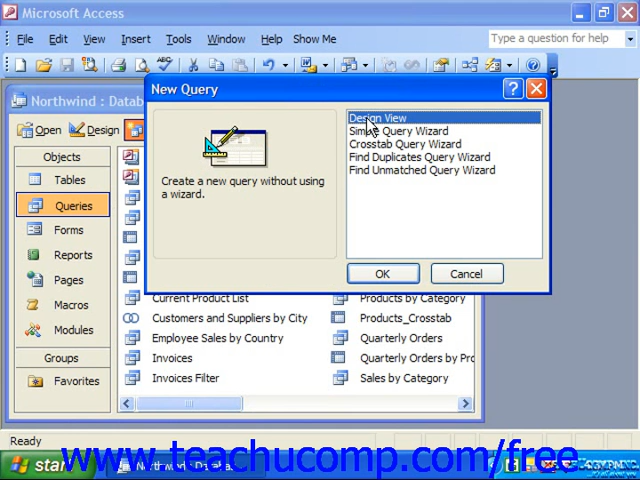 Microsoft Access
File Edit View Insert Tools Window Help Show Me
Type a question for help
Northwind : Datab
Open Design
New Query
Objects
Tables
Queries
Forms
Reports
Pages
Macros
Modules
Groups
Favorites
Create a new query without using
a wizard.
Design View
Simple Query Wizard
Crosstab Query Wizard
Find Duplicates Query Wizard
Find Unmatched Query Wizard
OK Cancel
Current Product List
Customers and Suppliers by City
Employee Sales by Country
Invoices
Invoices Filter
Products by Category
Products_Crosstab
Quarterly Orders
Quarterly Orders by Pro
Sales by Category
Ready
start
www.teachucomp.com/free